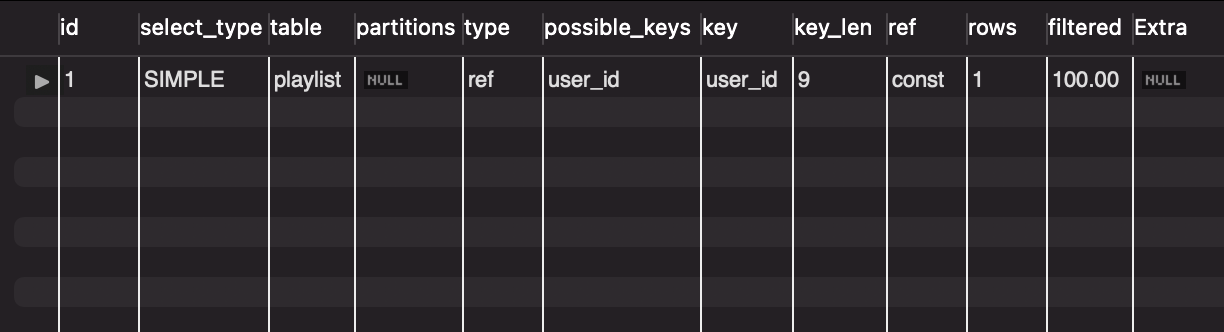 id select_type table partitions type possible_keys key key_len ref rows filtered Extra
1 SIMPLE playlist NULL ref user_id user_id 9 const 1 100.00 NULL